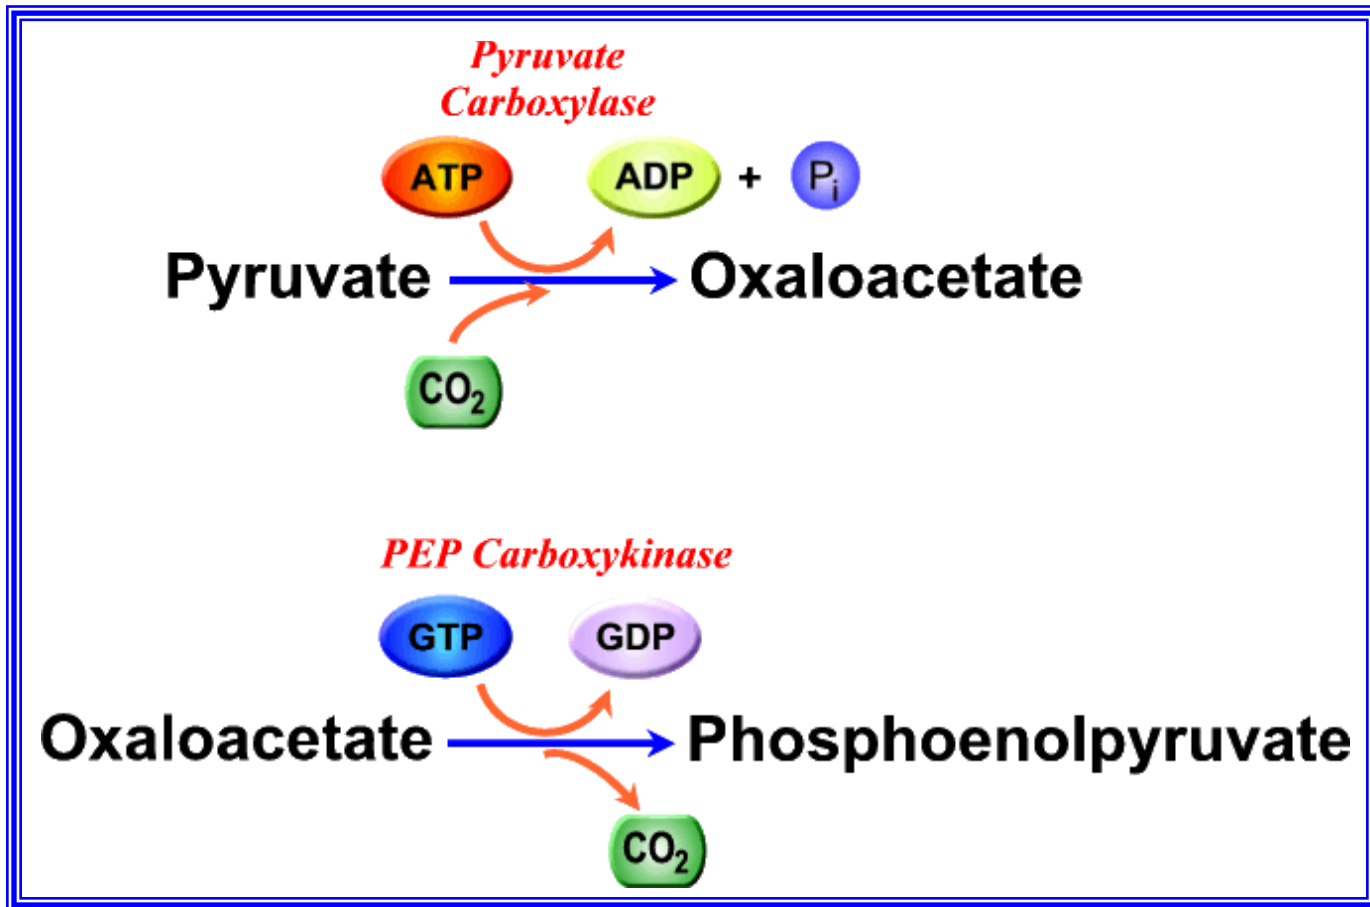 Pyruvate
Carboxylase
ATP ADP + Pi
Pyruvate Oxaloacetate
CO2
PEP Carboxykinase
GTP GDP
Oxaloacetate Phosphoenolpyruvate
CO2